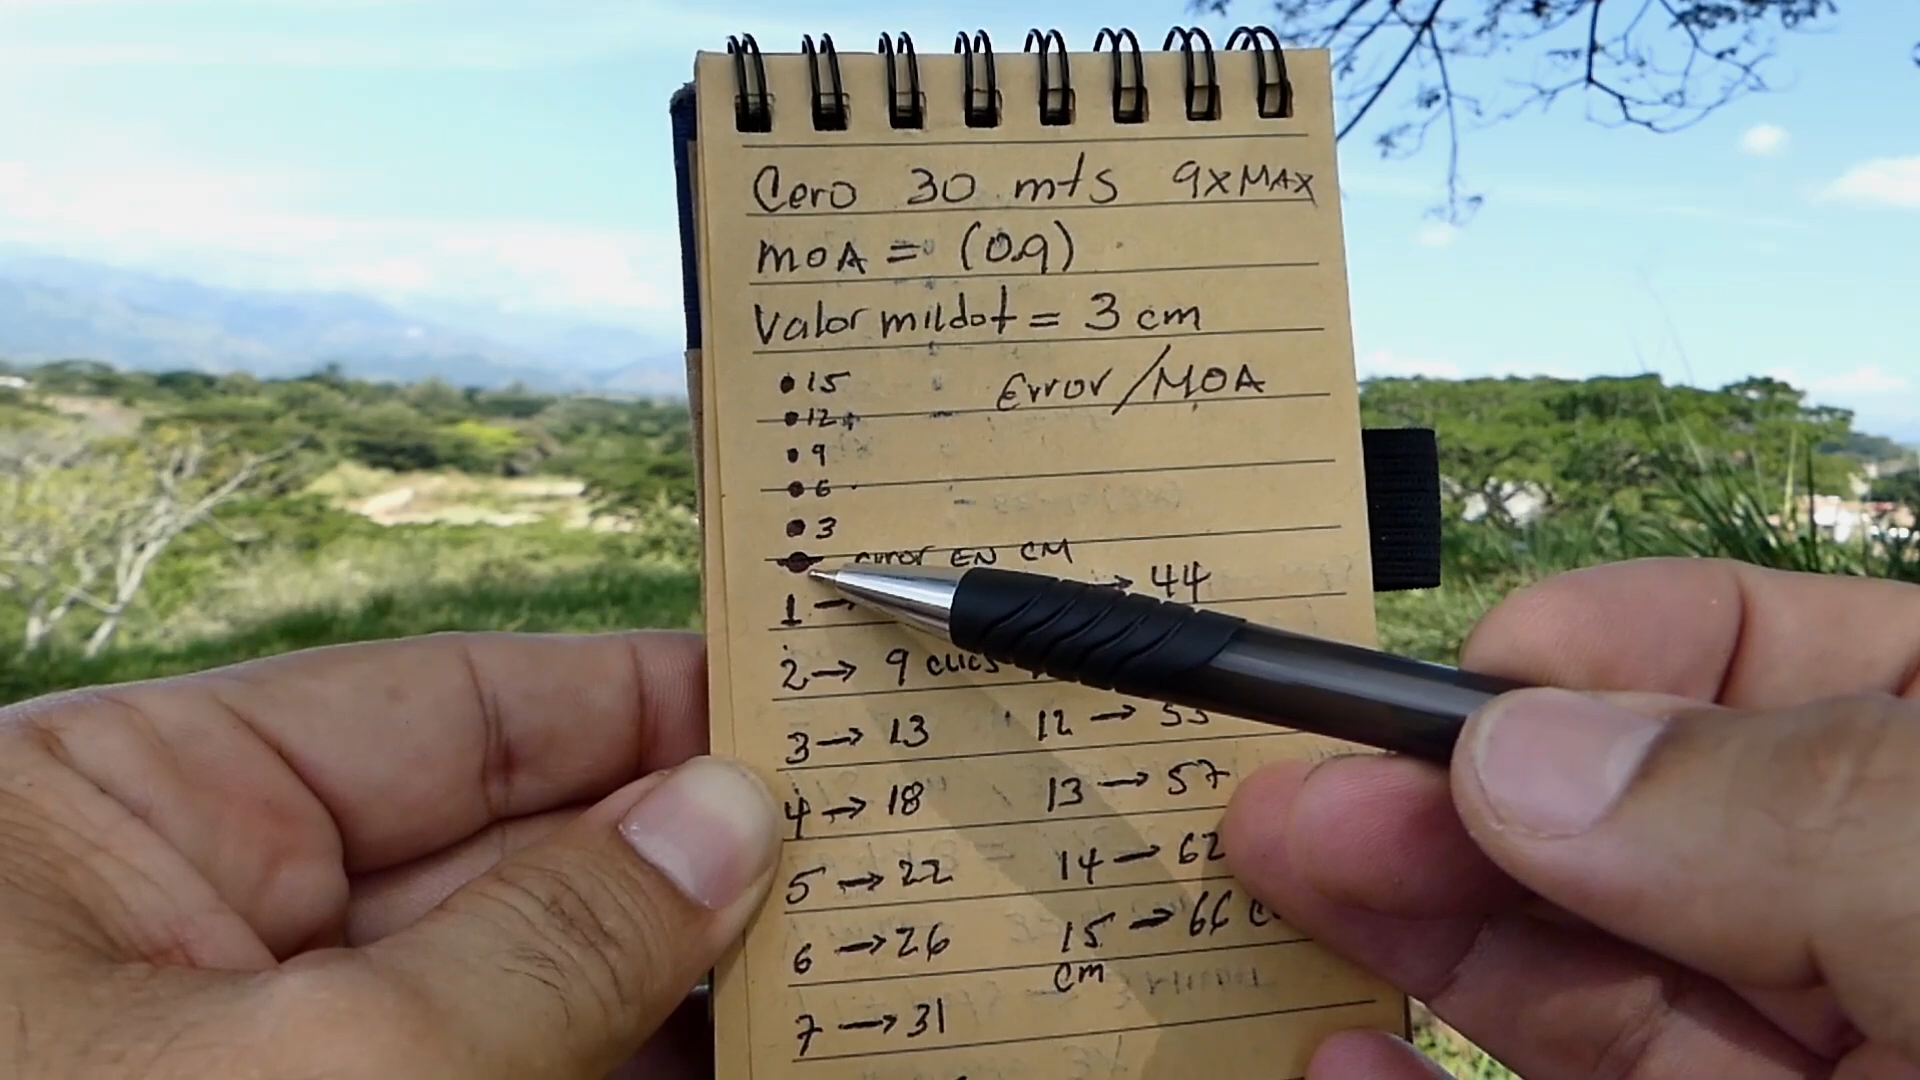 Cero 30 mts 9XMAX
MOA = (0.9)
Valor mildot = 3 cm
• 15
Error/MOA
• 12
• 9
• 6
• 3
error EN CM
→ 44
1 →
2 → 9 clics
3 → 13
12 → 53
4 → 18
13 → 57
5 → 22
14 → 62
6 → 26
15 → 66
cm
7 → 31